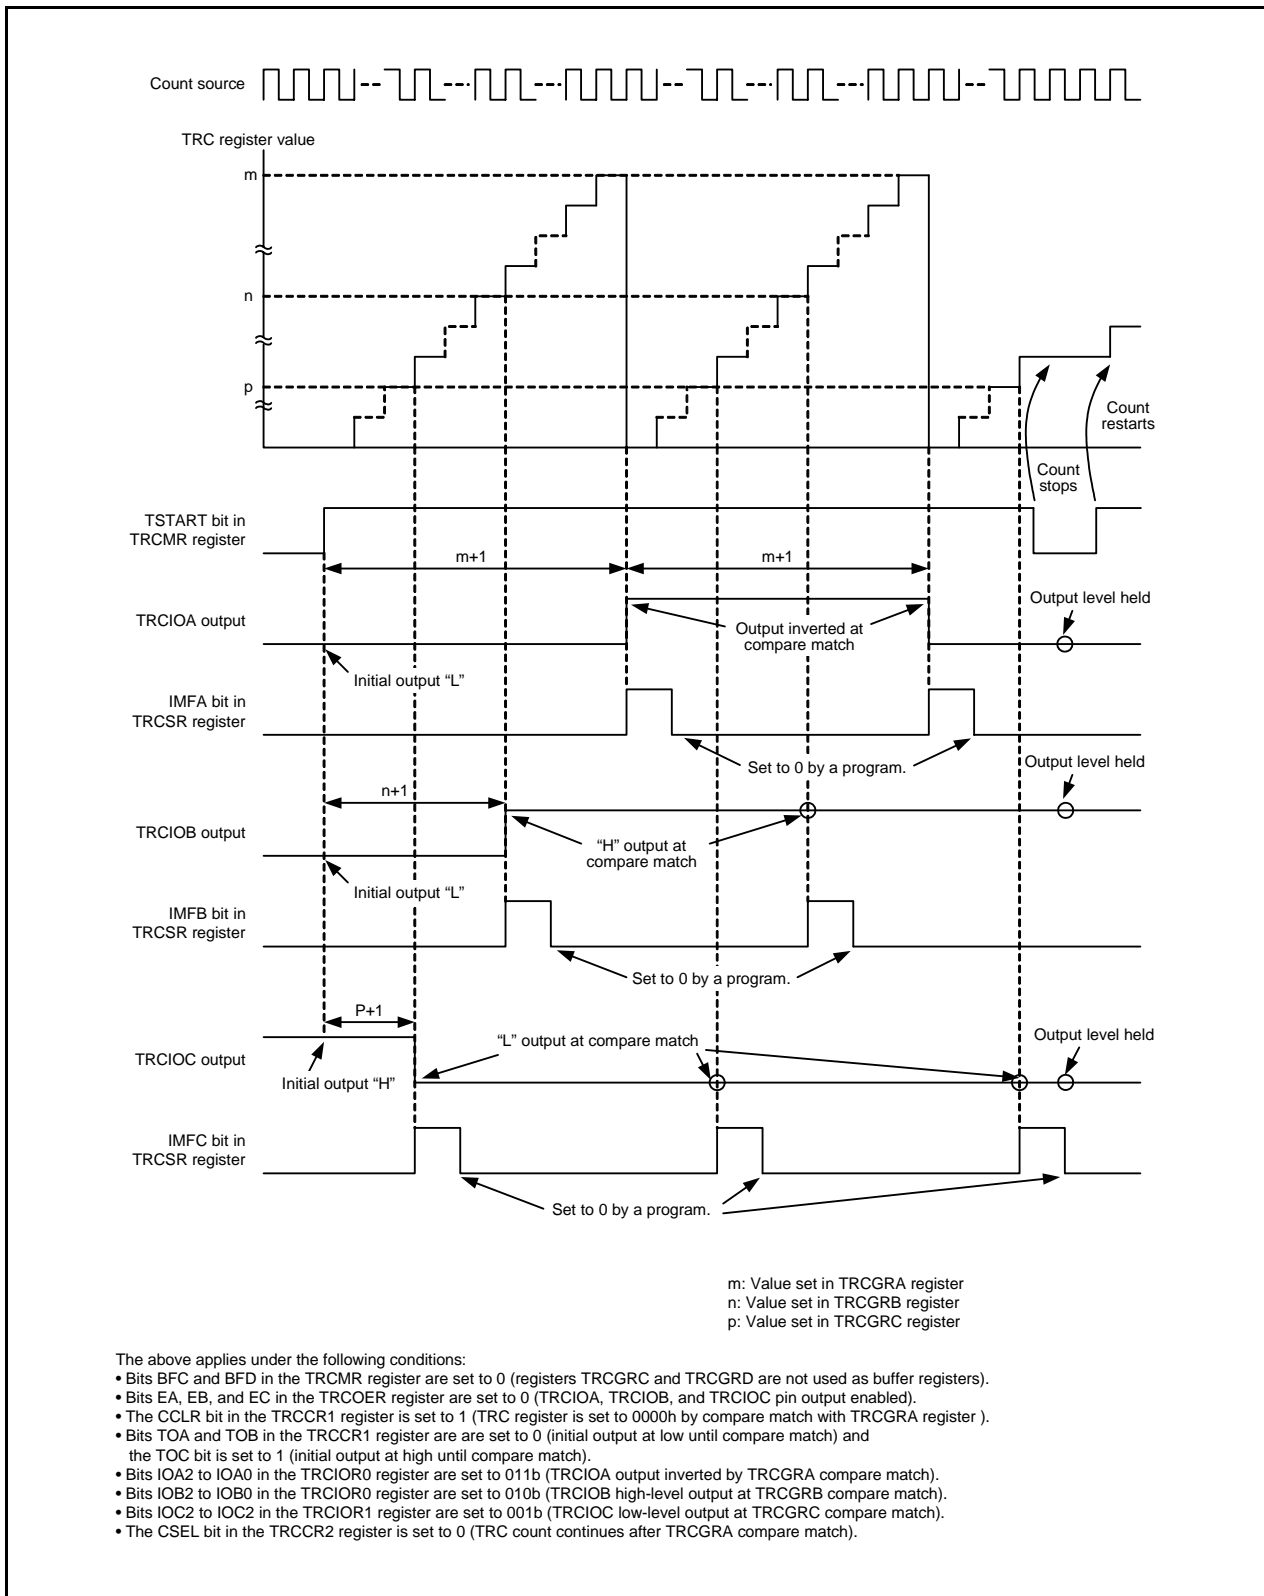 Count source
TRC register value
m
n
p
Count
restarts
Count
stops
TSTART bit in
TRCMR register
m+1
m+1
Output level held
TRCIOA output
Output inverted at
compare match
Initial output “L”
IMFA bit in
TRCSR register
Set to 0 by a program.
Output level held
n+1
TRCIOB output
“H” output at
compare match
Initial output “L”
IMFB bit in
TRCSR register
Set to 0 by a program.
P+1
“L” output at compare match
Output level held
TRCIOC output
Initial output “H”
IMFC bit in
TRCSR register
Set to 0 by a program.
m: Value set in TRCGRA register
n: Value set in TRCGRB register
p: Value set in TRCGRC register
The above applies under the following conditions:
• Bits BFC and BFD in the TRCMR register are set to 0 (registers TRCGRC and TRCGRD are not used as buffer registers).
• Bits EA, EB, and EC in the TRCOER register are set to 0 (TRCIOA, TRCIOB, and TRCIOC pin output enabled).
• The CCLR bit in the TRCCR1 register is set to 1 (TRC register is set to 0000h by compare match with TRCGRA register ).
• Bits TOA and TOB in the TRCCR1 register are are set to 0 (initial output at low until compare match) and
the TOC bit is set to 1 (initial output at high until compare match).
• Bits IOA2 to IOA0 in the TRCIOR0 register are set to 011b (TRCIOA output inverted by TRCGRA compare match).
• Bits IOB2 to IOB0 in the TRCIOR0 register are set to 010b (TRCIOB high-level output at TRCGRB compare match).
• Bits IOC2 to IOC2 in the TRCIOR1 register are set to 001b (TRCIOC low-level output at TRCGRC compare match).
• The CSEL bit in the TRCCR2 register is set to 0 (TRC count continues after TRCGRA compare match).